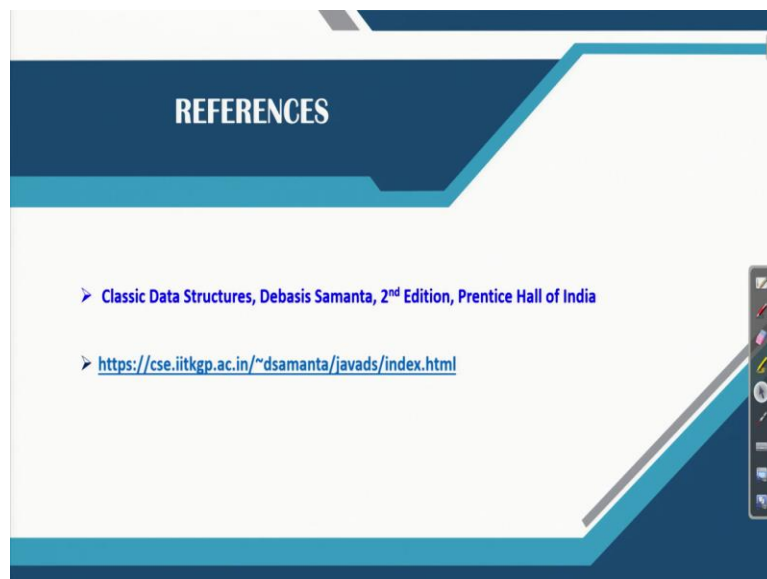 REFERENCES
➢ Classic Data Structures, Debasis Samanta, 2nd Edition, Prentice Hall of India
➢ https://cse.iitkgp.ac.in/~dsamanta/javads/index.html